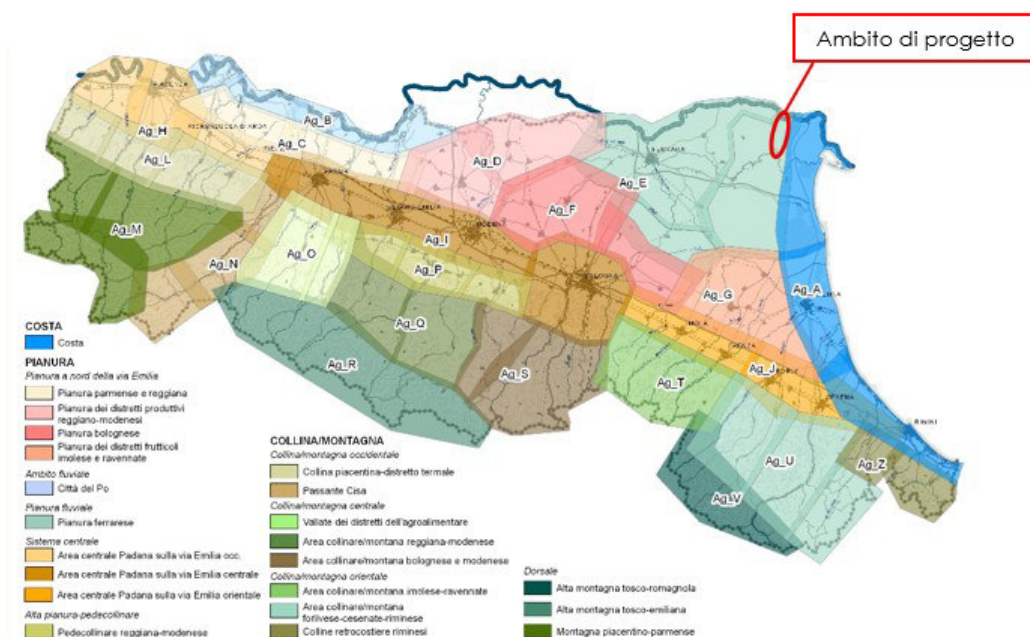 Ambito di progetto
PIACENZA
Ag_B
Ag_H
Ag_C
Ag_L
Ag_D
Ag_E
Ag_F
Ag_M
Ag_I
Ag_N
Ag_O
Ag_P
Ag_G
Ag_A
Ag_Q
Ag_R
Ag_S
Ag_T
Ag_J
Ag_U
Ag_V
Ag_Z
RIMINI
COSTA
Costa
PIANURA
Pianura a nord della via Emilia
Pianura parmense e reggiana
Pianura dei distretti produttivi
reggiano-modenesi
Pianura bolognese
Pianura dei distretti frutticoli
imolese e ravennate
Ambito fluviale
Città del Po
Pianura fluviale
Pianura ferrarese
Sistema centrale
Area centrale Padana sulla via Emilia occ.
Area centrale Padana sulla via Emilia centrale
Area centrale Padana sulla via Emilia orientale
Alta pianura-pedecollinare
Pedecollinare reggiana-modenese
COLLINA/MONTAGNA
Collina/montagna occidentale
Collina piacentina-distretto termale
Passante Cisa
Collina/montagna centrale
Vallate dei distretti dell'agroalimentare
Area collinare/montana reggiana-modenese
Area collinare/montana bolognese e modenese
Collina/montagna orientale
Area collinare/montana imolese-ravennate
Area collinare/montana
forlivese-cesenate-riminese
Colline retrocostiere riminesi
Dorsale
Alta montagna tosco-romagnola
Alta montagna tosco-emiliana
Montagna piacentino-parmense